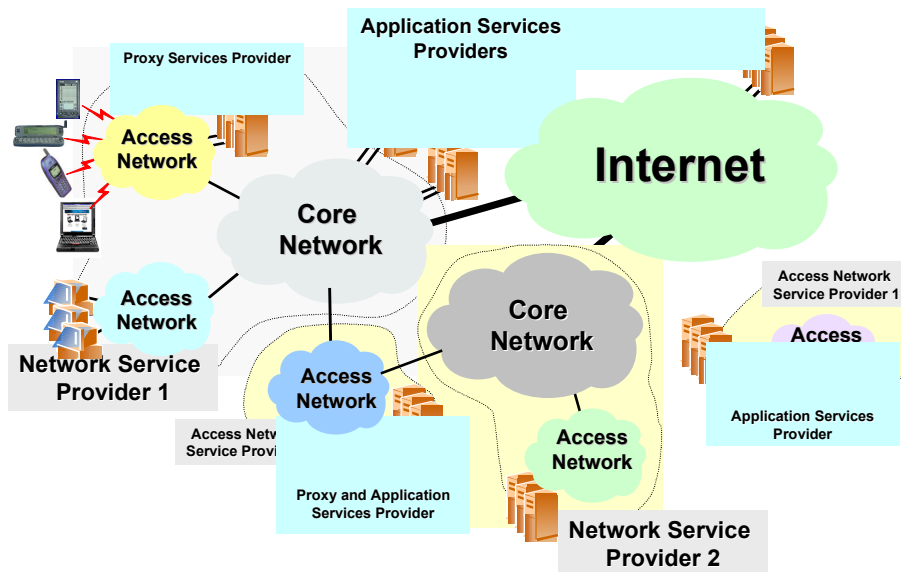 Application Services
Providers
Proxy Services Provider
Access
Network
Internet
Core
Network
Access Network
Service Provider 1
Access
Network
Core
Network
Access
Network Service
Provider 1
Access
Network
Application Services
Provider
Access
Service
Access
Network
Proxy and Application
Services Provider
Network Service
Provider 2